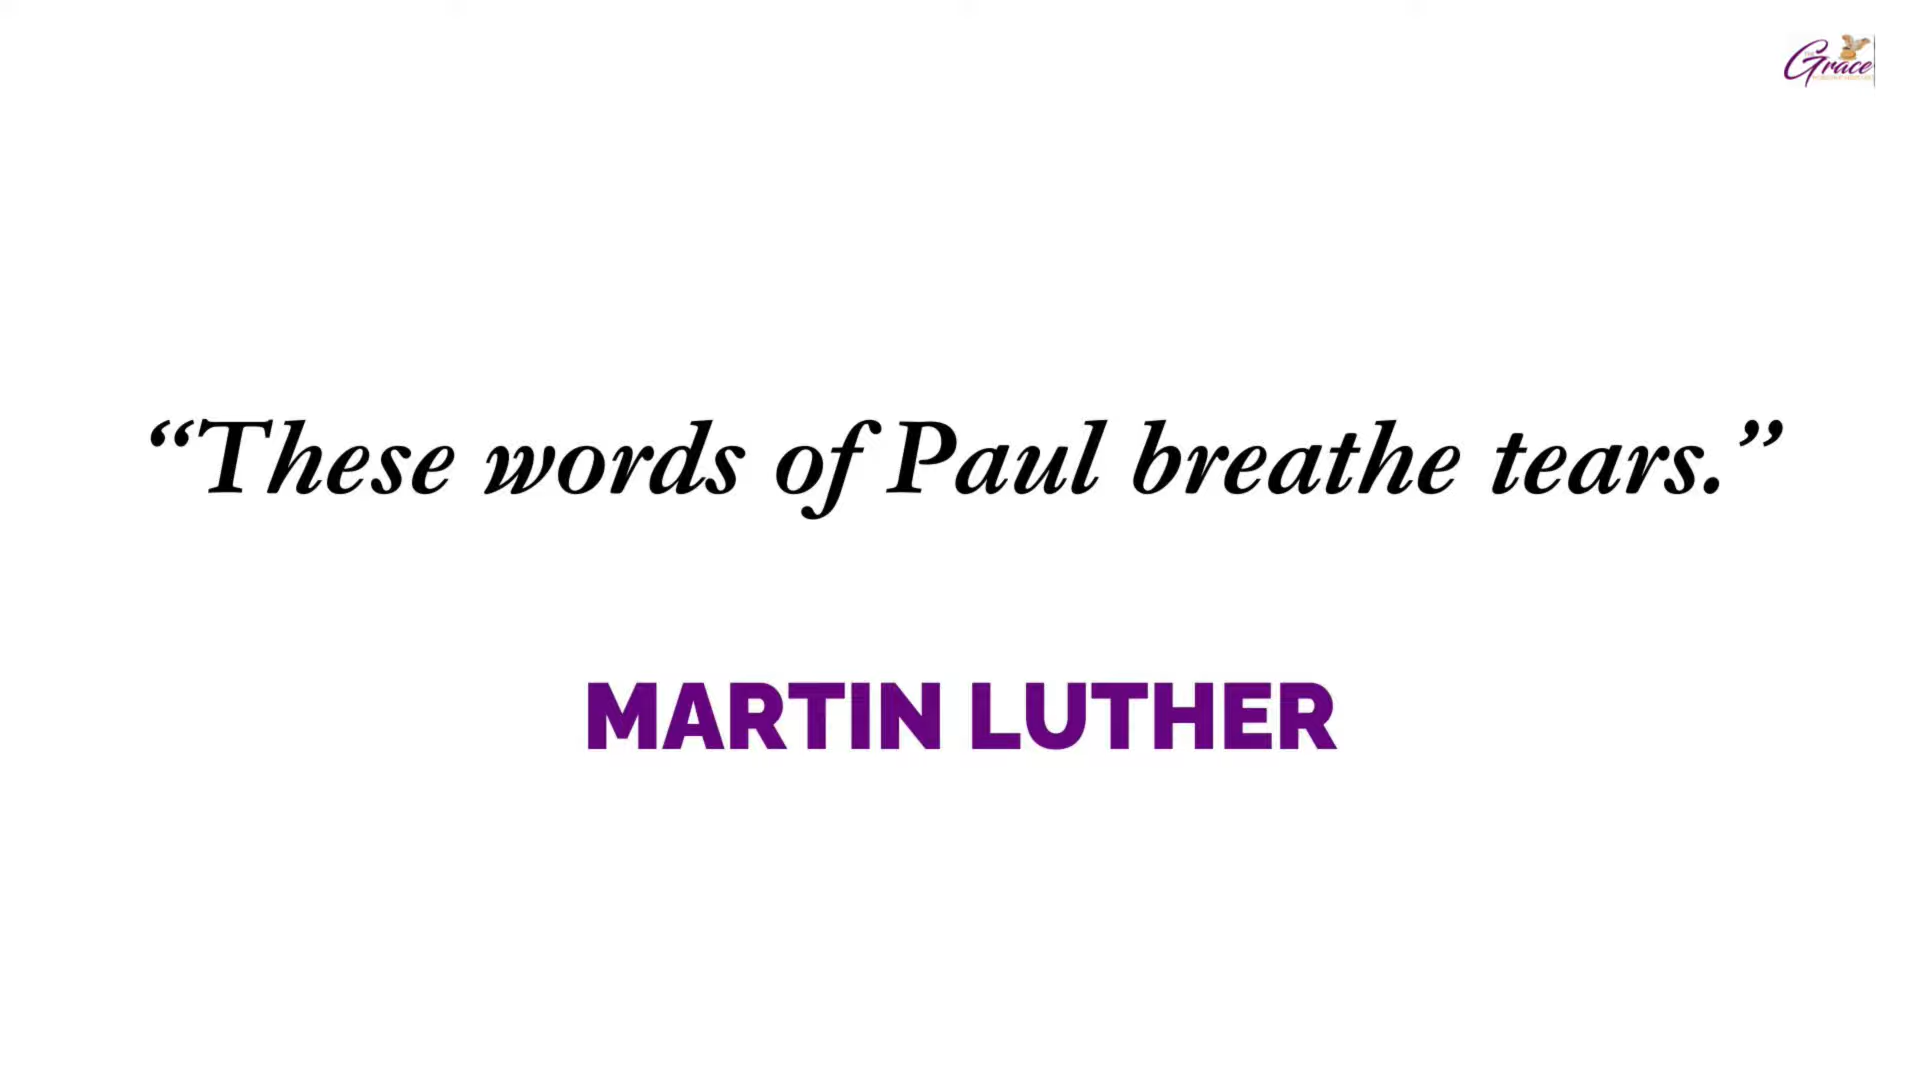 Grace
“These words of Paul breathe tears.”
MARTIN LUTHER